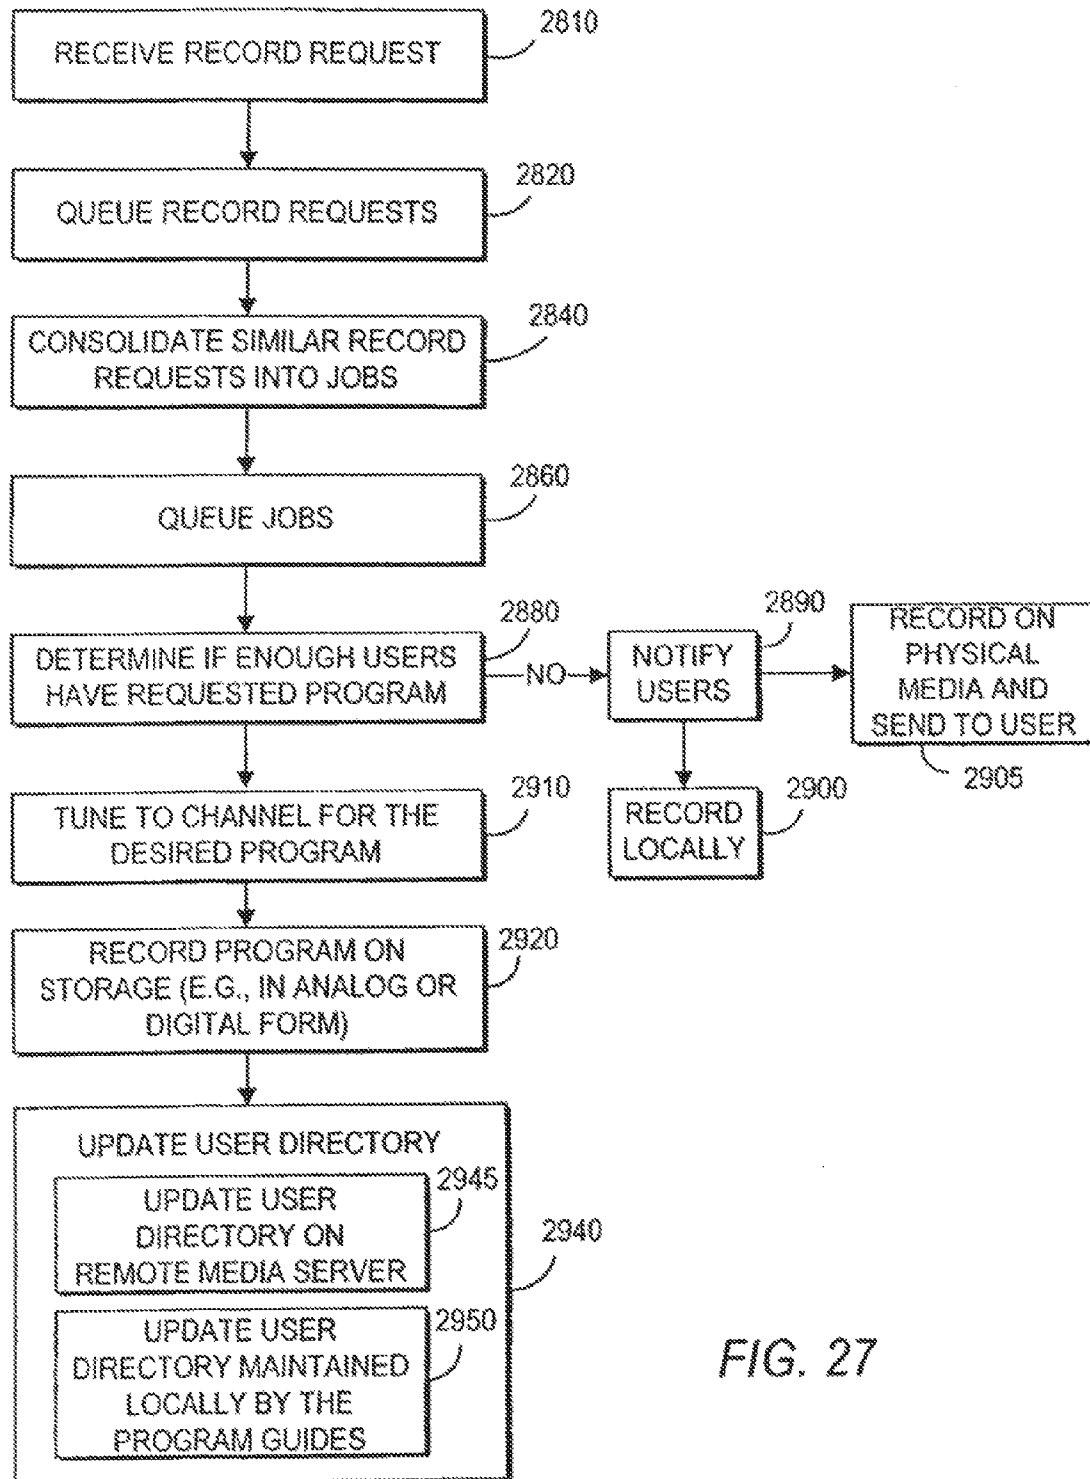 RECEIVE RECORD REQUEST
2810
QUEUE RECORD REQUESTS
2820
CONSOLIDATE SIMILAR RECORD
REQUESTS INTO JOBS
2840
QUEUE JOBS
2860
DETERMINE IF ENOUGH USERS
HAVE REQUESTED PROGRAM
2880
NO
NOTIFY
USERS
2890
RECORD ON
PHYSICAL
MEDIA AND
SEND TO USER
2905
RECORD
LOCALLY
2900
TUNE TO CHANNEL FOR THE
DESIRED PROGRAM
2910
RECORD PROGRAM ON
STORAGE (E.G., IN ANALOG OR
DIGITAL FORM)
2920
UPDATE USER DIRECTORY
2940
UPDATE USER
DIRECTORY ON
REMOTE MEDIA SERVER
2945
UPDATE USER
DIRECTORY MAINTAINED
LOCALLY BY THE
PROGRAM GUIDES
2950
FIG. 27